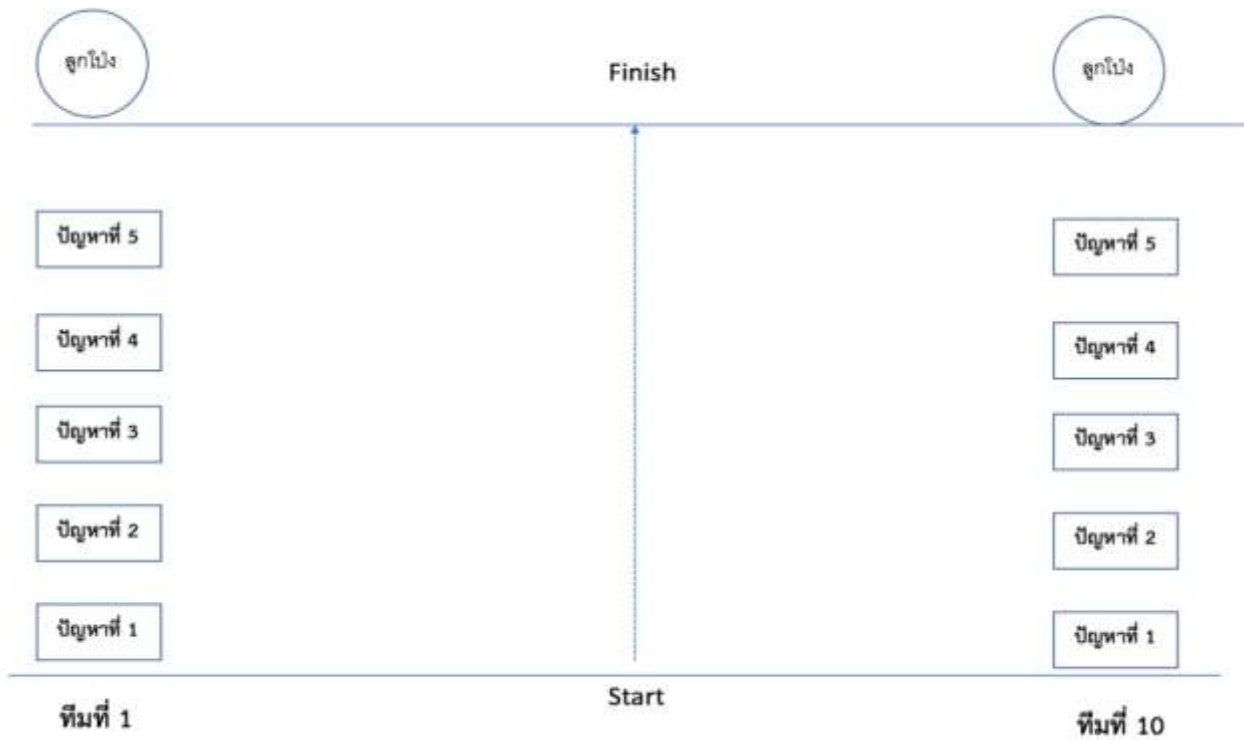 ลูกโป่ง
Finish
ลูกโป่ง
ปัญหาที่ 5
ปัญหาที่ 5
ปัญหาที่ 4
ปัญหาที่ 4
ปัญหาที่ 3
ปัญหาที่ 3
ปัญหาที่ 2
ปัญหาที่ 2
ปัญหาที่ 1
ปัญหาที่ 1
Start
ทีมที่ 1
ทีมที่ 10